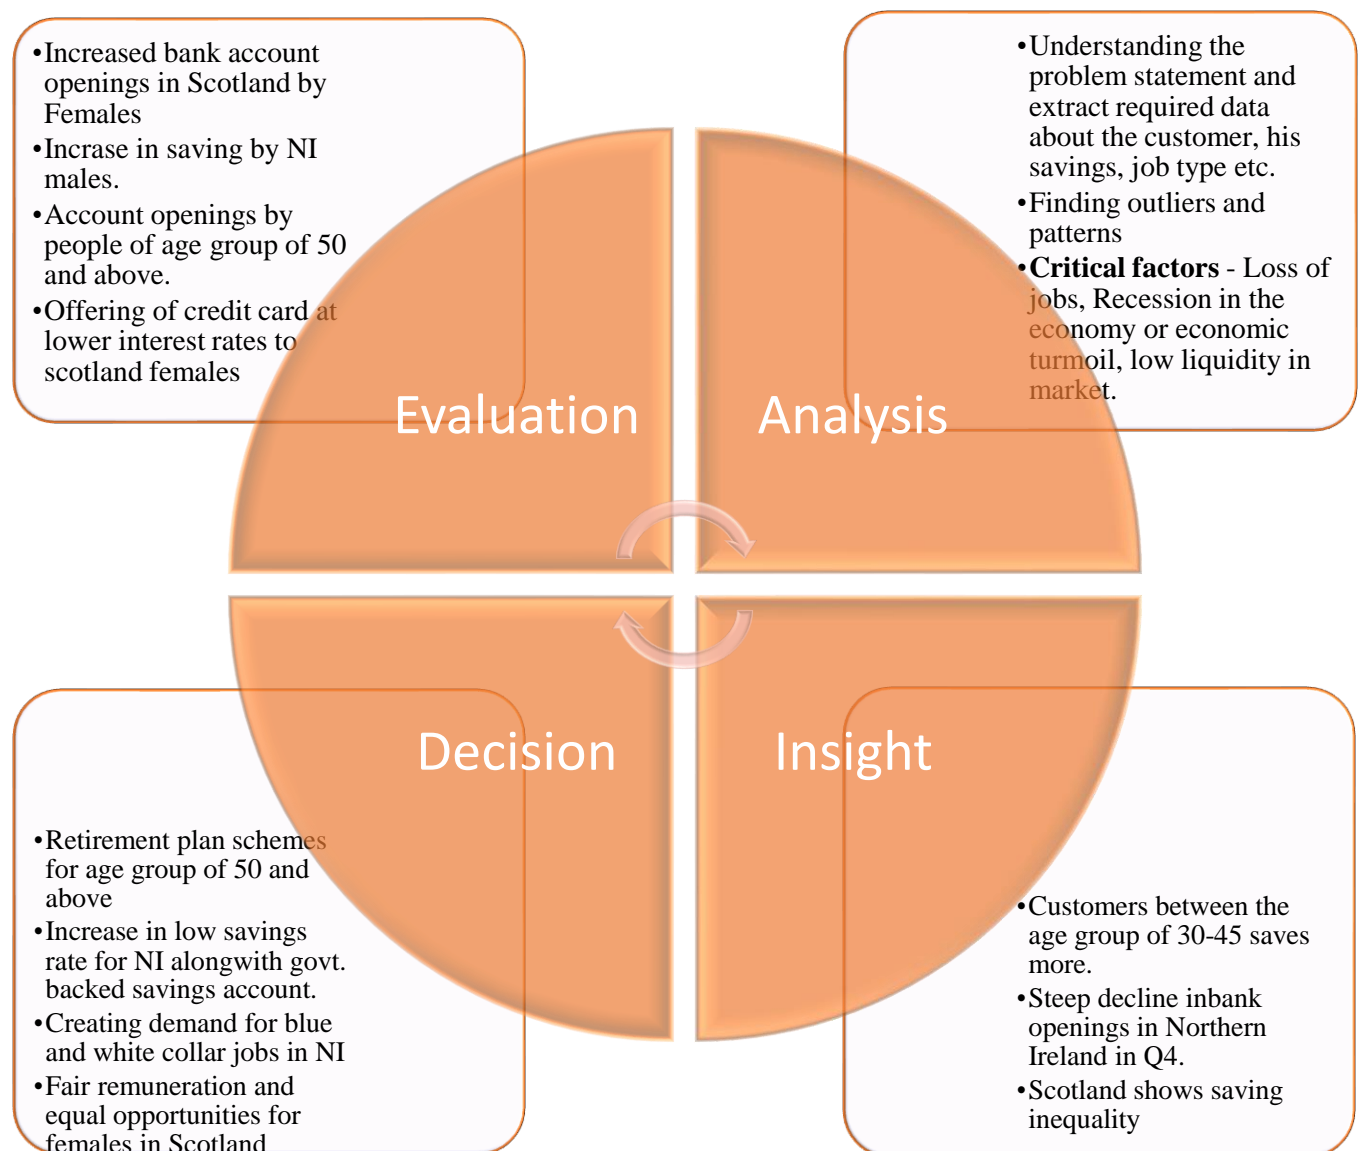 •Increased bank account
openings in Scotland by
Females
•Incrase in saving by NI
males.
•Account openings by
people of age group of 50
and above.
•Offering of credit card at
lower interest rates to
scotland females
•Understanding the
problem statement and
extract required data
about the customer, his
savings, job type etc.
•Finding outliers and
patterns
•Critical factors - Loss of
jobs, Recession in the
economy or economic
turmoil, low liquidity in
market.
Evaluation
Analysis
Decision
Insight
•Retirement plan schemes
for age group of 50 and
above
•Increase in low savings
rate for NI alongwith govt.
backed savings account.
•Creating demand for blue
and white collar jobs in NI
•Fair remuneration and
equal opportunities for
females in Scotland
•Customers between the
age group of 30-45 saves
more.
•Steep decline inbank
openings in Northern
Ireland in Q4.
•Scotland shows saving
inequality